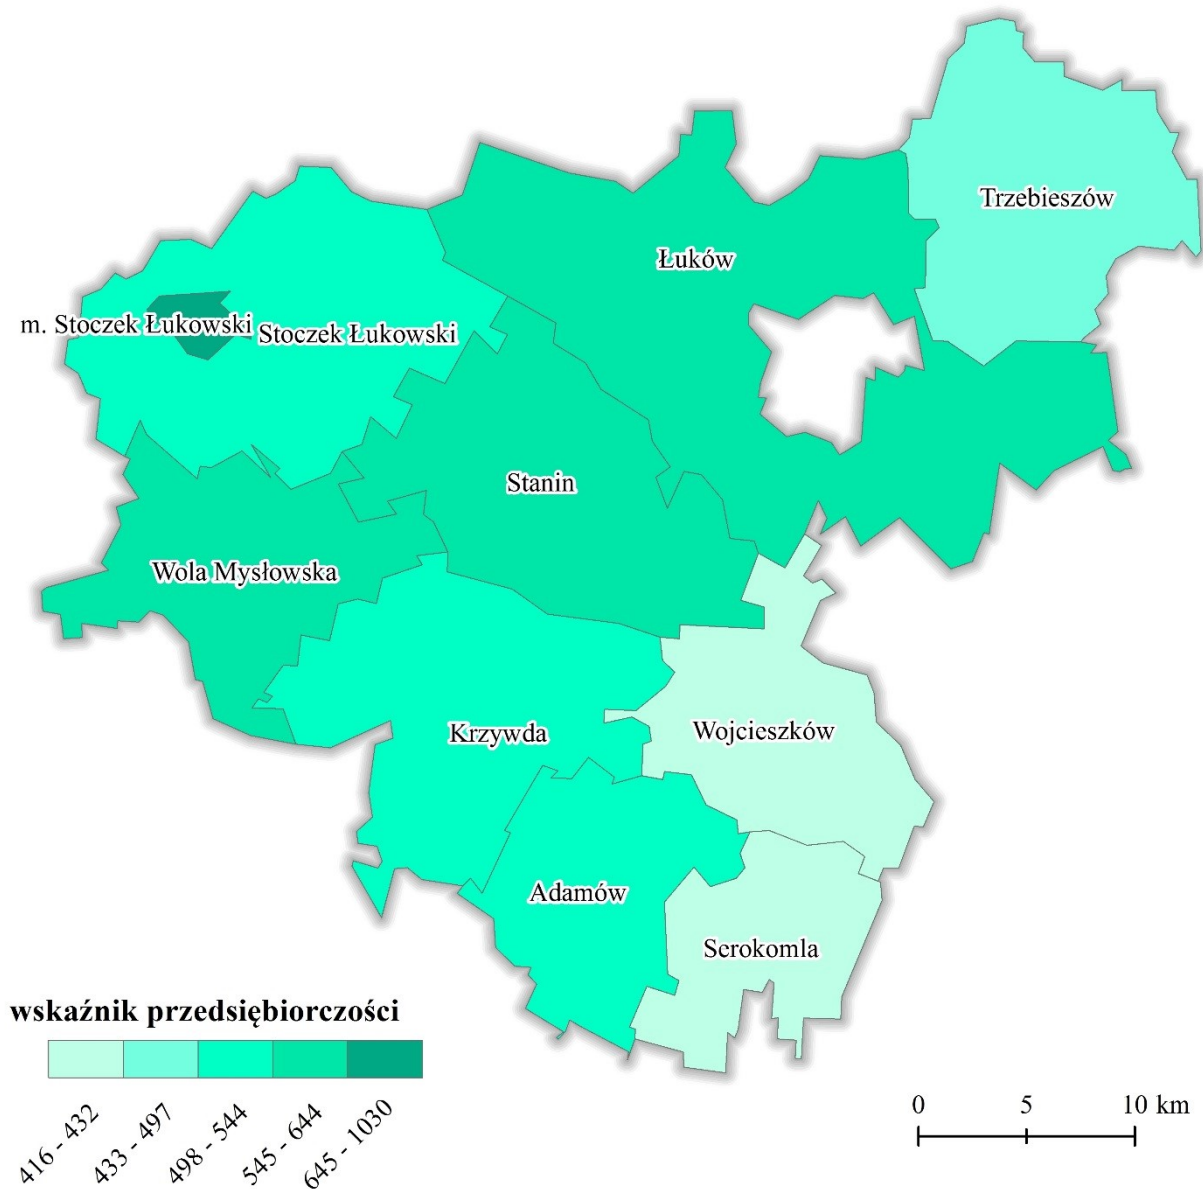 Trzebieszów
Łuków
m. Stoczek Łukowski
Stoczek Łukowski
Stanin
Wola Mysłowska
Krzywda
Wojcieszków
Adamów
Serokomla
wskaźnik przedsiębiorczości
416 - 432
433 - 497
498 - 544
545 - 644
645 - 1030
0 5 10 km